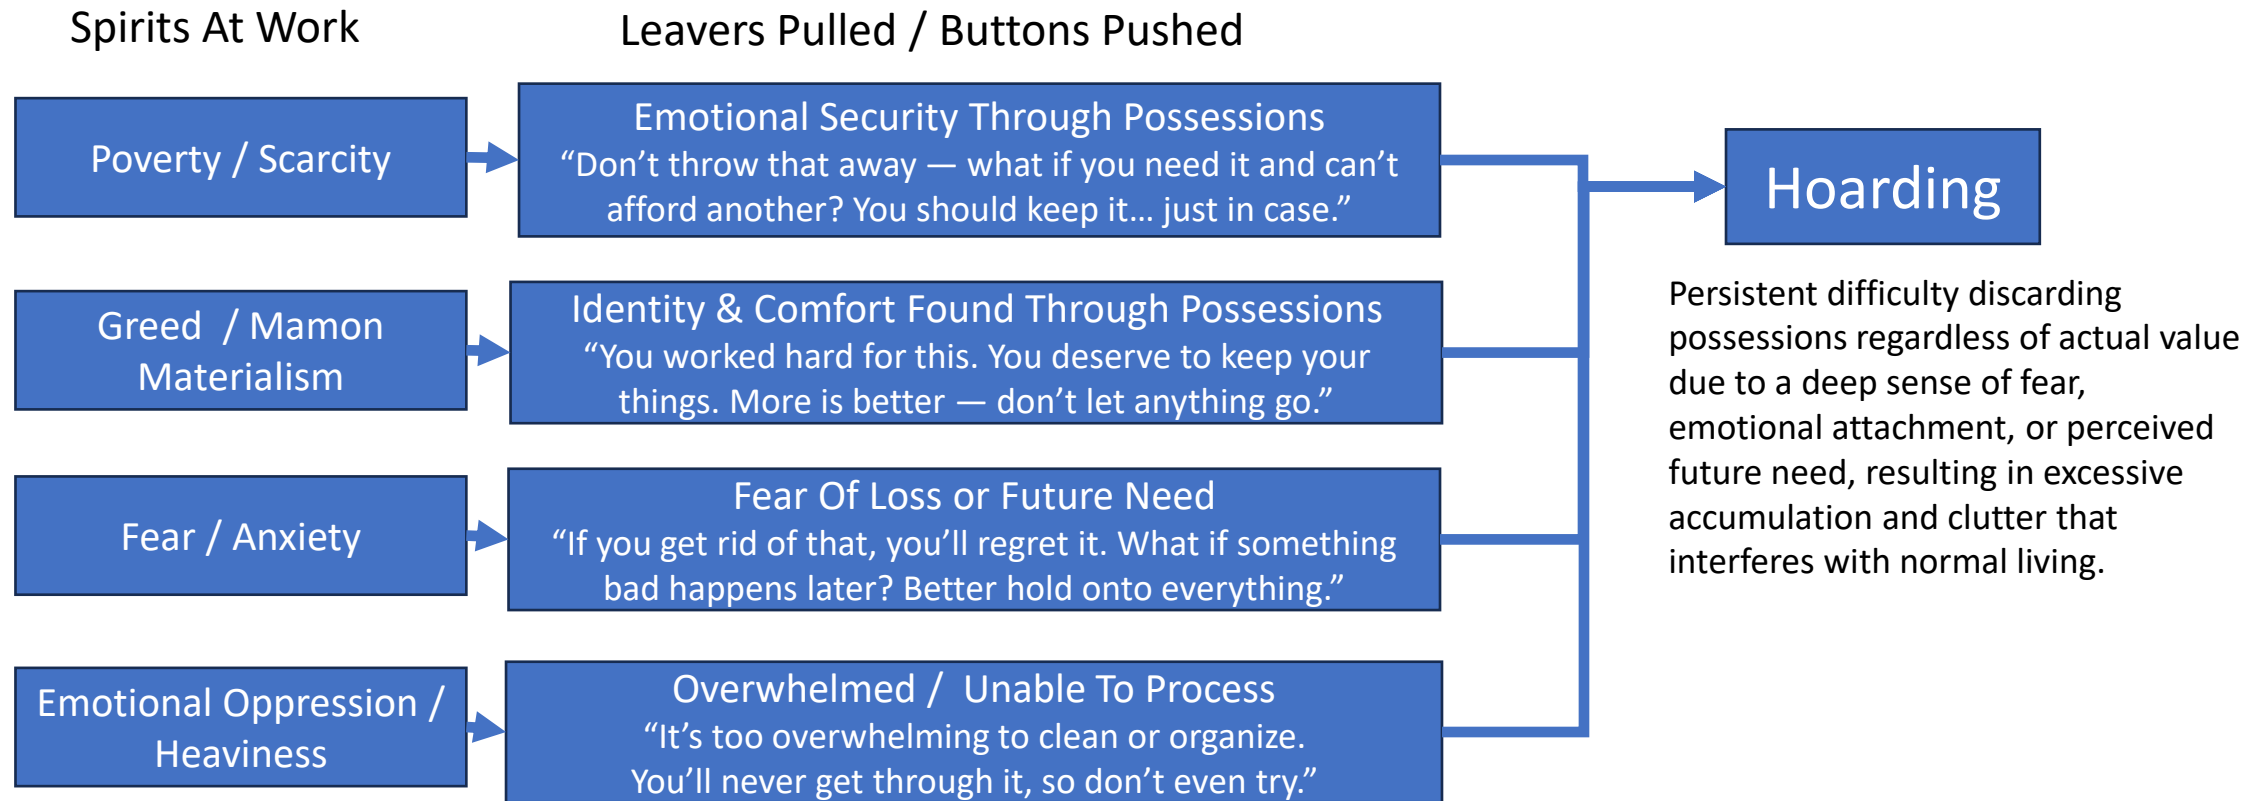 Spirits At Work
Leavers Pulled / Buttons Pushed
Poverty / Scarcity
Emotional Security Through Possessions
“Don’t throw that away — what if you need it and can’t
afford another? You should keep it… just in case.”
Hoarding
Persistent difficulty discarding
possessions regardless of actual value
due to a deep sense of fear,
emotional attachment, or perceived
future need, resulting in excessive
accumulation and clutter that
interferes with normal living.
Greed / Mamon
Materialism
Identity & Comfort Found Through Possessions
“You worked hard for this. You deserve to keep your
things. More is better — don’t let anything go.”
Fear / Anxiety
Fear Of Loss or Future Need
“If you get rid of that, you’ll regret it. What if something
bad happens later? Better hold onto everything.”
Emotional Oppression /
Heaviness
Overwhelmed / Unable To Process
“It’s too overwhelming to clean or organize.
You’ll never get through it, so don’t even try.”